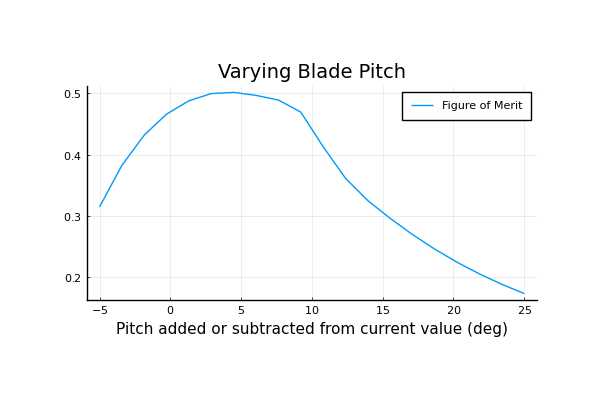 Varying Blade Pitch
Figure of Merit
0.5
0.4
0.3
0.2
−5 0 5 10 15 20 25
Pitch added or subtracted from current value (deg)